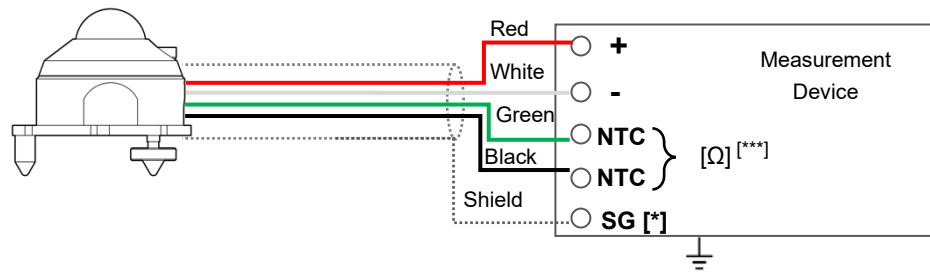 Red
+
Measurement
Device
White
-
Green
NTC
[Ω] [***]
Black
NTC
Shield
SG [*]